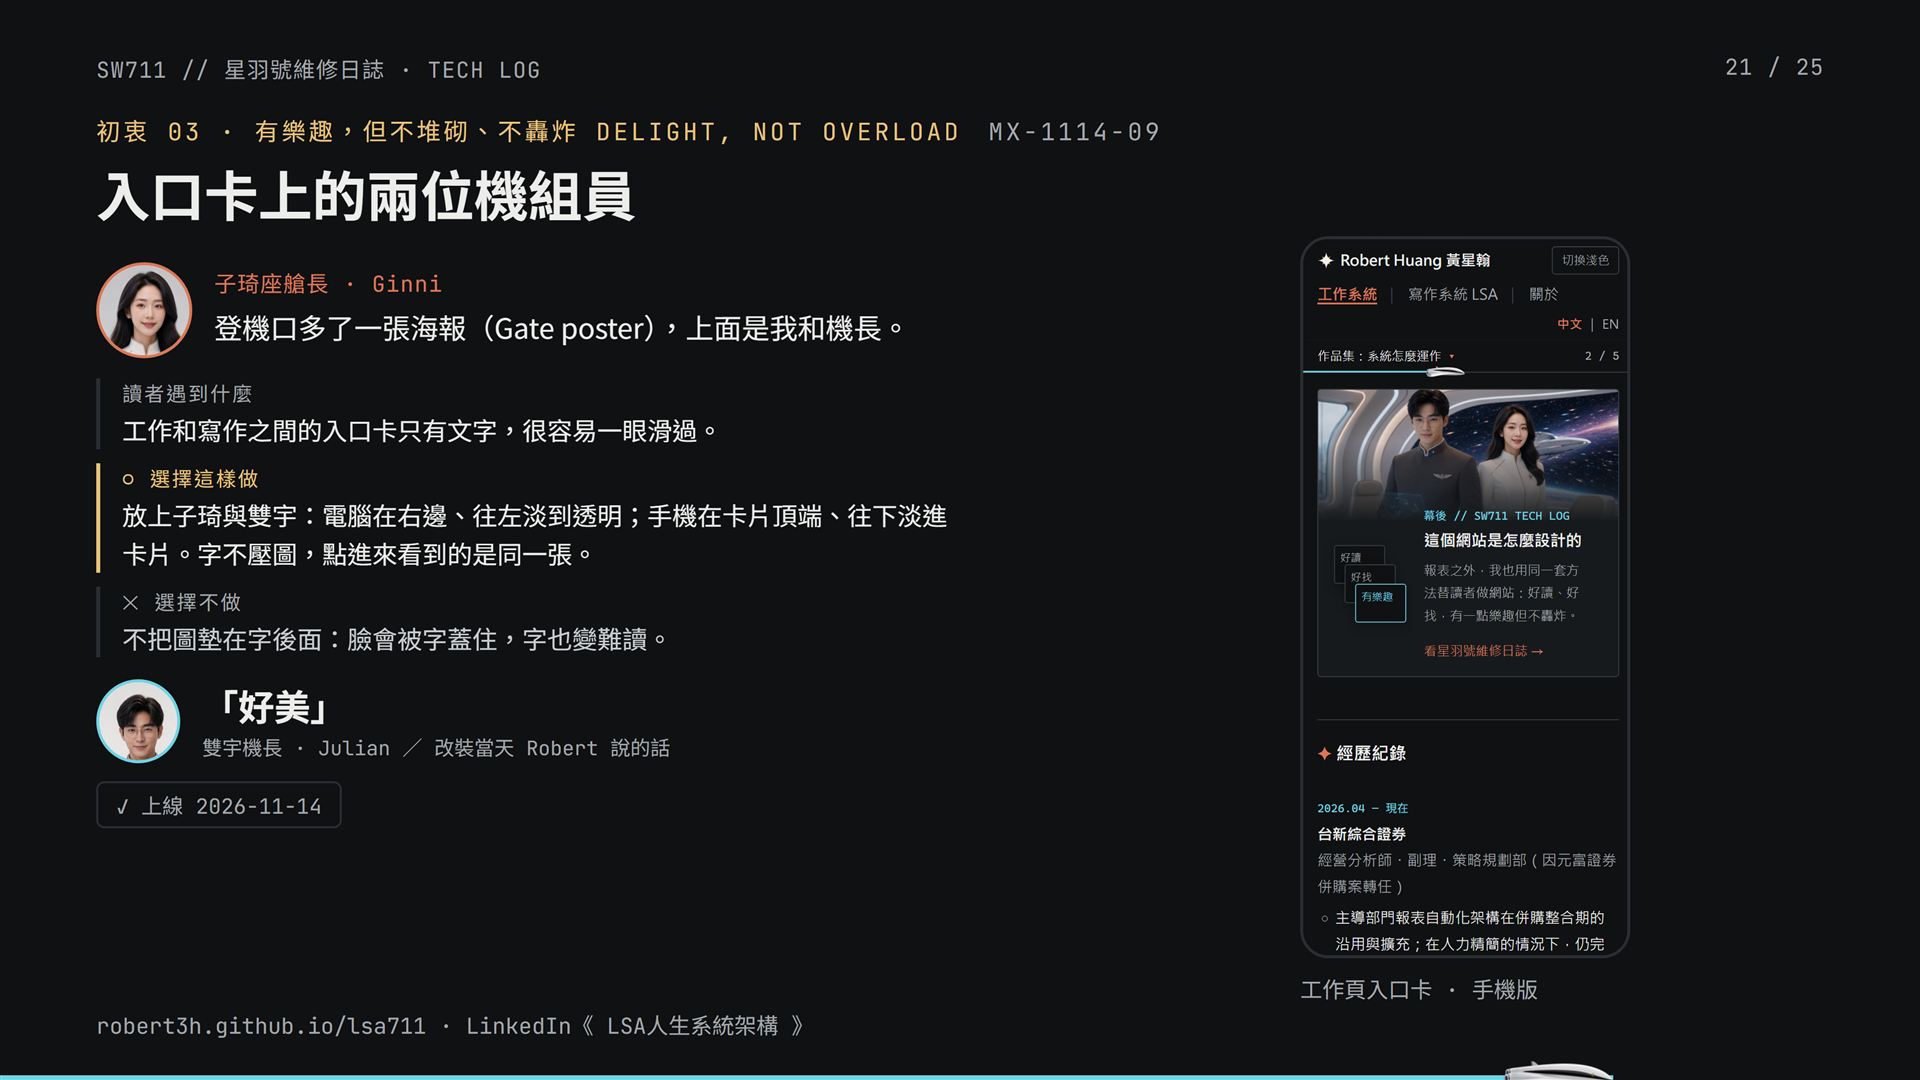 SW711 // 星羽號維修日誌 · TECH LOG
21 / 25
初衷 03 · 有樂趣，但不堆砌、不轟炸 DELIGHT, NOT OVERLOAD MX-1114-09
入口卡上的兩位機組員
子琦座艙長 · Ginni
登機口多了一張海報（Gate poster），上面是我和機長。
讀者遇到什麼
工作和寫作之間的入口卡只有文字，很容易一眼滑過。
○ 選擇這樣做
放上子琦與雙宇：電腦在右邊、往左淡到透明；手機在卡片頂端、往下淡進
卡片。字不壓圖，點進來看到的是同一張。
× 選擇不做
不把圖墊在字後面：臉會被字蓋住，字也變難讀。
「好美」
雙宇機長 · Julian ／ 改裝當天 Robert 說的話
✓ 上線 2026-11-14
Robert Huang 黃星翰
切換淺色
工作系統 | 寫作系統 LSA | 關於
中文 | EN
作品集：系統怎麼運作 ▾
2 / 5
幕後 // SW711 TECH LOG
這個網站是怎麼設計的
好讀
好找
有樂趣
報表之外，我也用同一套方
法替讀者做網站：好讀、好
找，有一點樂趣但不轟炸。
看星羽號維修日誌 →
經歷紀錄
2026.04 – 現在
台新綜合證券
經營分析師 · 副理 · 策略規劃部（因元富證券
併購案轉任）
○ 主導部門報表自動化架構在併購整合期的
沿用與擴充；在人力精簡的情況下，仍完
工作頁入口卡 · 手機版
robert3h.github.io/lsa711 · LinkedIn《 LSA人生系統架構 》